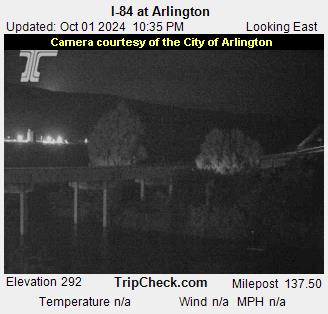 I-84 at Arlington
Updated: Oct 01 2024 10:35 PM Looking East
Camera courtesy of the City of Arlington
Elevation 292 TripCheck.com Milepost 137.50
Temperature n/a Wind n/a MPH n/a